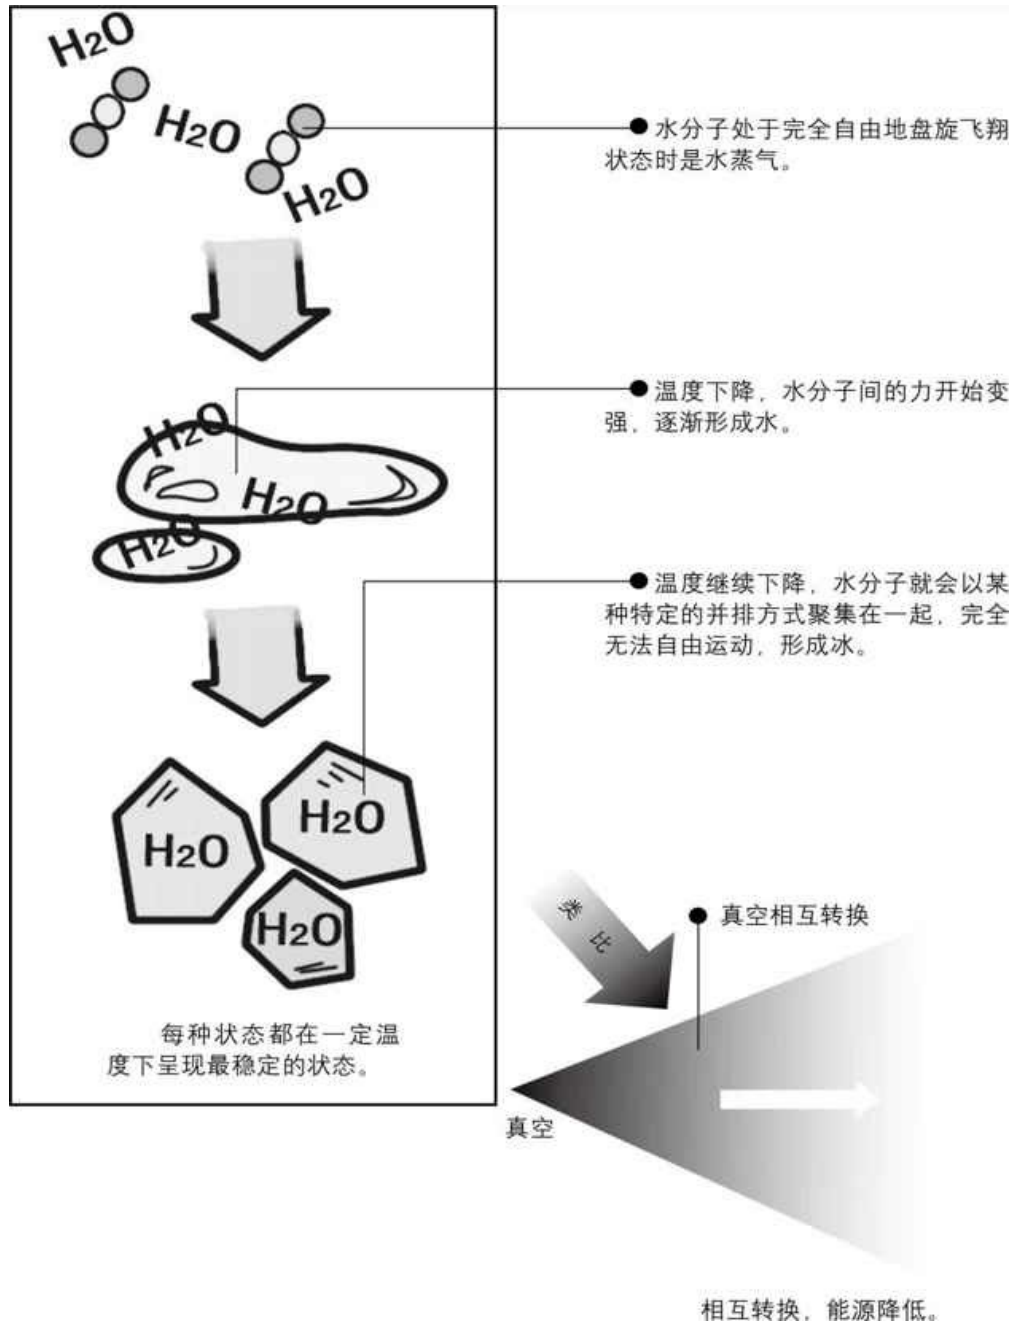 H₂O
H₂O
H₂O
● 水分子处于完全自由地盘旋飞翔
状态时是水蒸气。
● 温度下降，水分子间的力开始变
强，逐渐形成水。
H₂O
H₂O
H₂O
● 温度继续下降，水分子就会以某
种特定的并排方式聚集在一起，完全
无法自由运动，形成冰。
H₂O
H₂O
H₂O
每种状态都在一定温
度下呈现最稳定的状态。
类比
● 真空相互转换
真空
相互转换，能源降低。